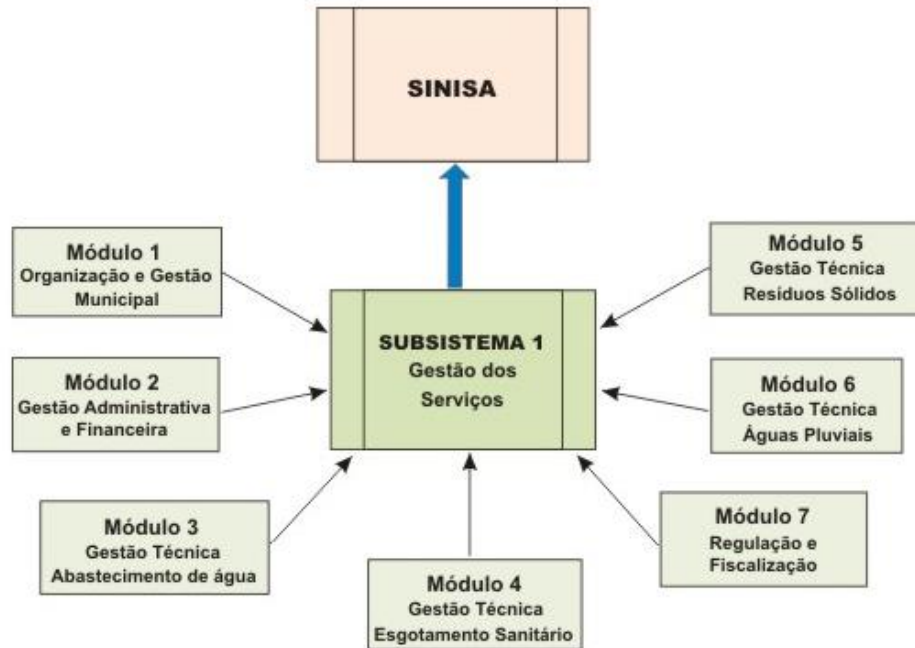 SINISA
Módulo 1
Organização e Gestão
Municipal
Módulo 2
Gestão Administrativa
e Financeira
Módulo 3
Gestão Técnica
Abastecimento de água
SUBSISTEMA 1
Gestão dos
Serviços
Módulo 4
Gestão Técnica
Esgotamento Sanitário
Módulo 5
Gestão Técnica
Resíduos Sólidos
Módulo 6
Gestão Técnica
Águas Pluviais
Módulo 7
Regulação e
Fiscalização